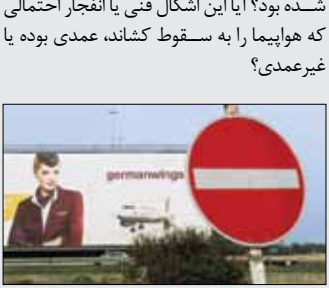 شده بود؟ آیا این اشکال فنی یا انفجار احتمالی
که هواپیما را به سقوط کشاند، عمدی بوده یا
غیرعمدی؟
germanwings